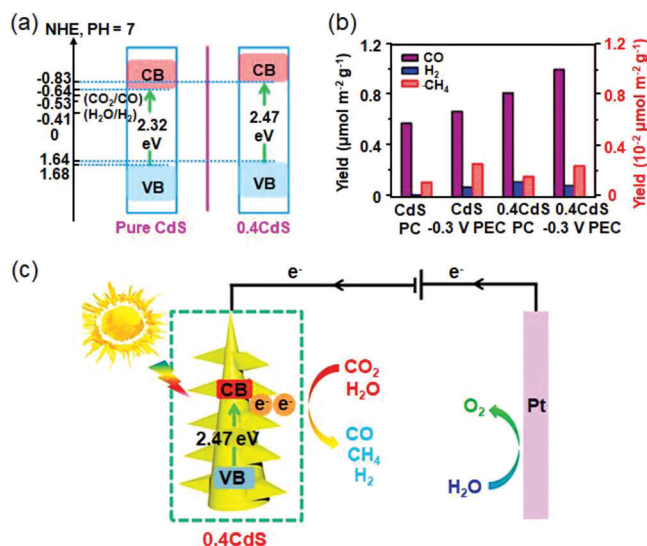 (a)
NHE, PH = 7
-0.83
-0.64
-0.53
-0.41
0
1.64
1.68
(CO₂/CO)
(H₂O/H₂)
CB
2.32
eV
VB
Pure CdS
CB
2.47
eV
VB
0.4CdS
(b)
Yield (μmol m⁻² g⁻¹)
1.2
0.8
0.4
0
CO
H₂
CH₄
1.2
0.8
0.4
0
Yield (10⁻² μmol m⁻² g⁻¹)
CdS CdS 0.4CdS 0.4CdS
PC -0.3 V PEC PC -0.3 V PEC
(c)
e⁻ e⁻
CB
e⁻ e⁻
2.47 eV
VB
0.4CdS
CO₂
H₂O
CO
CH₄
H₂
O₂
H₂O
Pt